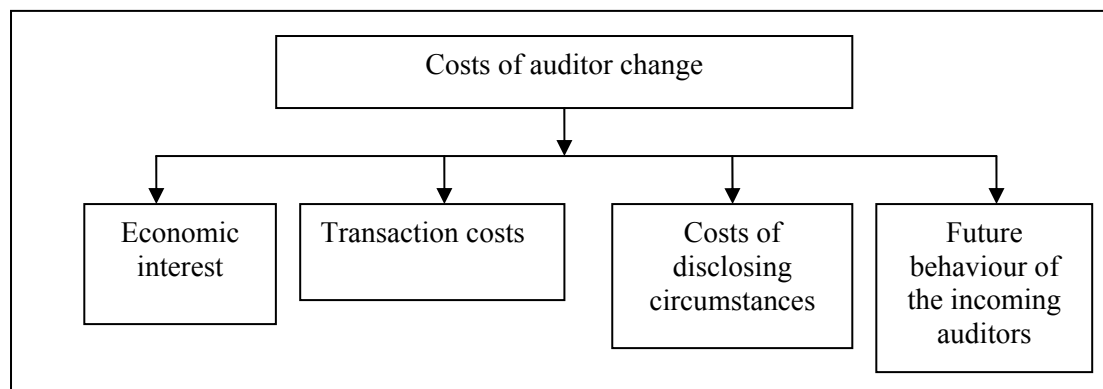 Costs of auditor change
Economic
interest
Transaction costs
Costs of
disclosing
circumstances
Future
behaviour of
the incoming
auditors